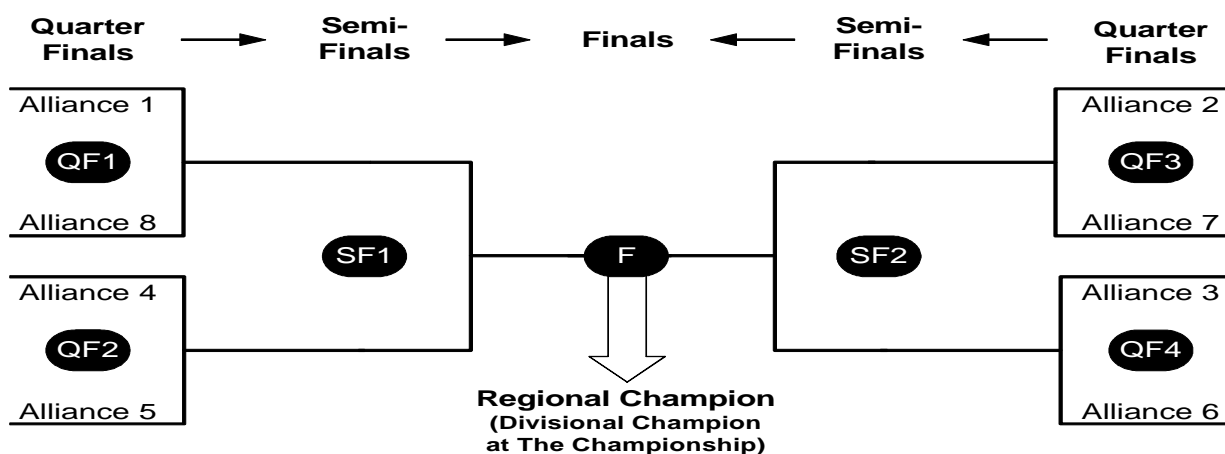 Quarter
Finals
Semi-
Finals
Finals
Semi-
Finals
Quarter
Finals
Alliance 1
QF1
Alliance 8
Alliance 4
QF2
Alliance 5
SF1
F
SF2
Alliance 2
QF3
Alliance 7
Alliance 3
QF4
Alliance 6
Regional Champion
(Divisional Champion
at The Championship)